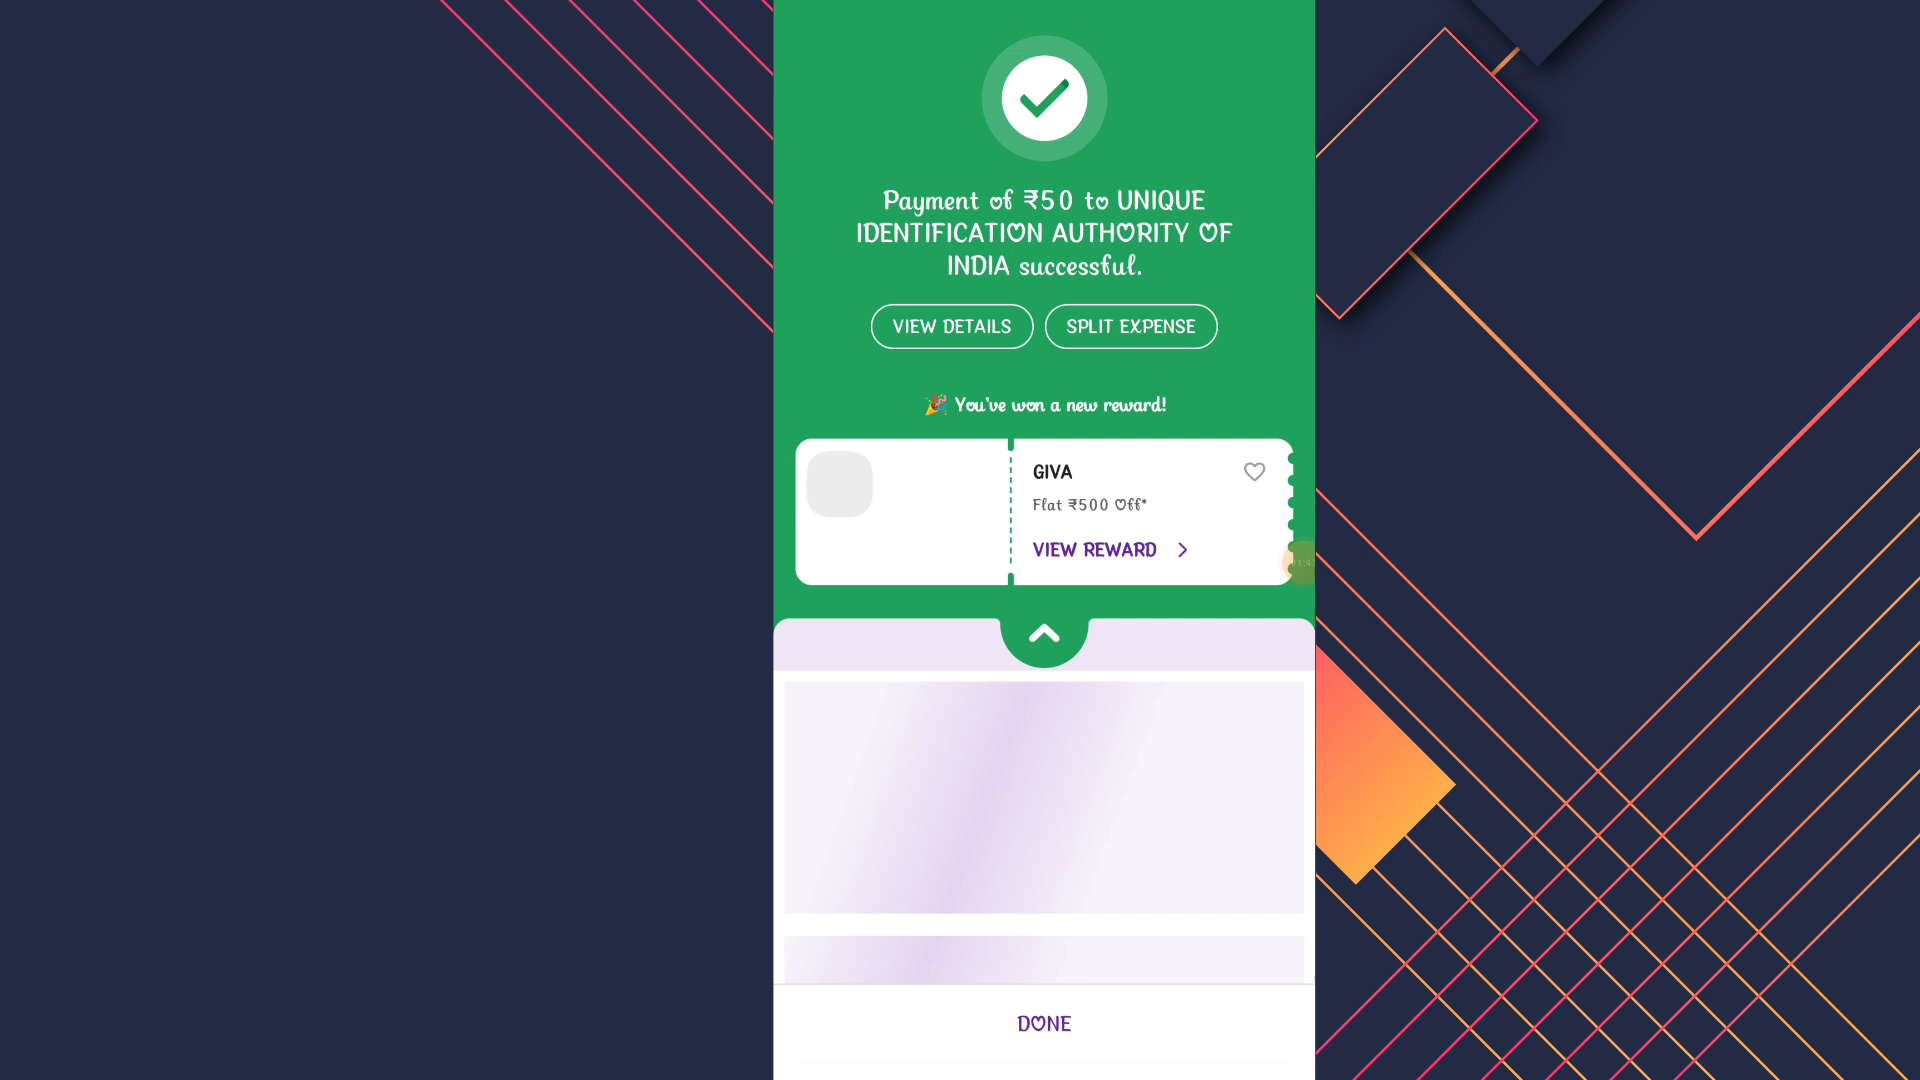 Payment of ₹50 to UNIQUE
IDENTIFICATION AUTHORITY OF
INDIA successful.
VIEW DETAILS
SPLIT EXPENSE
🎉 You've won a new reward!
GIVA
Flat ₹500 Off*
VIEW REWARD
DONE